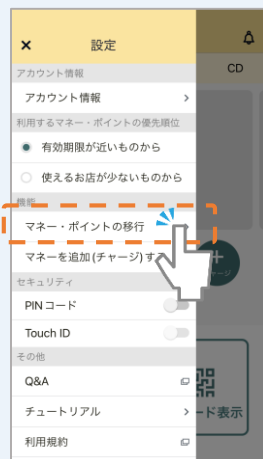 × 設定
CD
アカウント情報
アカウント情報 >
利用するマネー・ポイントの優先順位
有効期限が近いものから
使えるお店が少ないものから
機能
マネー・ポイントの移行
マネーを追加(チャージ)す
ージ
セキュリティ
PINコード
Touch ID
その他
Q&A
チュートリアル >
ード表示
利用規約